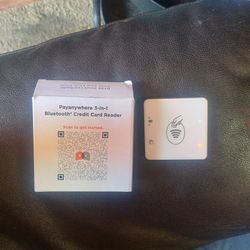 Payanywhere 3-in-1
Bluetooth® Credit Card Reader
Scan to get started.